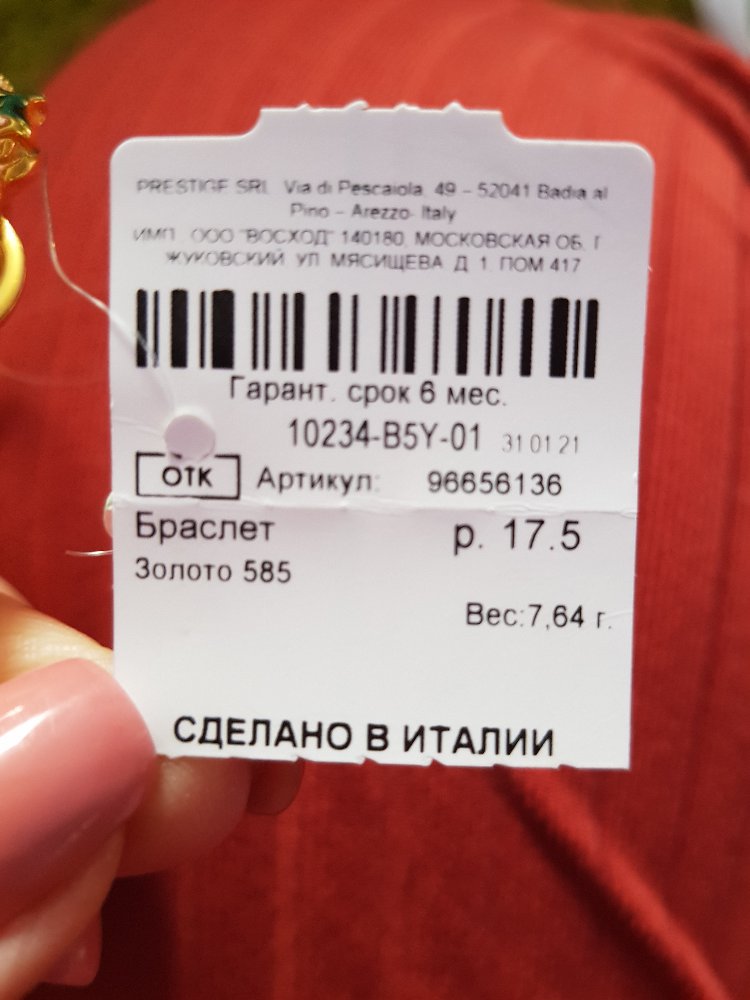 PRESTIGE SRL Via di Pescaiola, 49 – 52041 Badia al
Pino – Arezzo- Italy
ИМП., ООО "ВОСХОД" 140180, МОСКОВСКАЯ ОБ, Г
ЖУКОВСКИЙ, УЛ. МЯСИЩЕВА, Д. 1, ПОМ 417
Гарант. срок 6 мес.
10234-B5Y-01 31 01 21
ОТК Артикул: 96656136
Браслет р. 17.5
Золото 585
Вес:7,64 г.
СДЕЛАНО В ИТАЛИИ